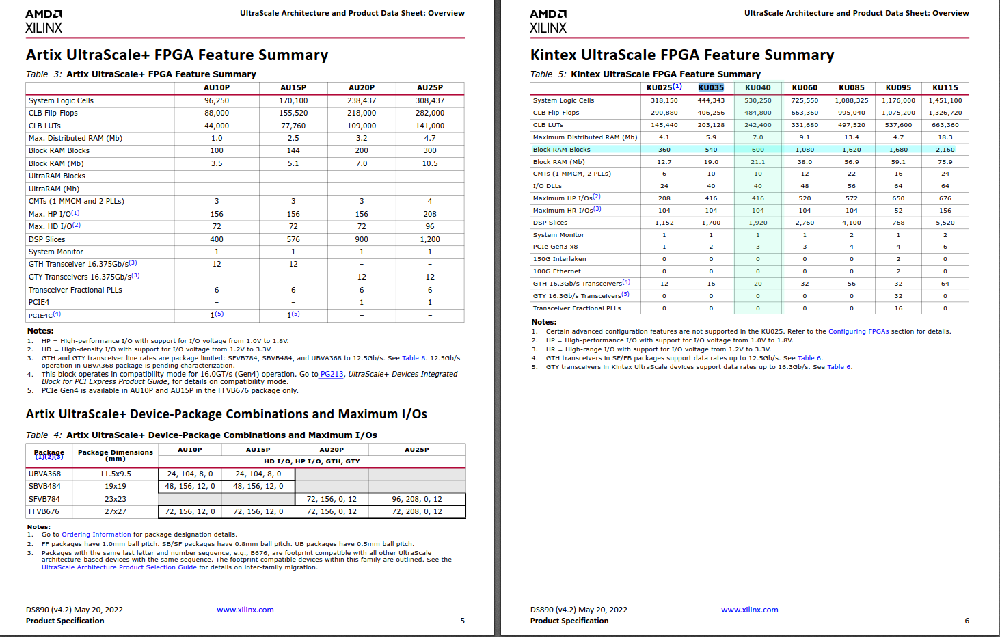 AMD
XILINX
UltraScale Architecture and Product Data Sheet: Overview
Artix UltraScale+ FPGA Feature Summary
Table 3: Artix UltraScale+ FPGA Feature Summary
AU10P AU15P AU20P AU25P
System Logic Cells 96,250 170,100 238,437 308,437
CLB Flip-Flops 88,000 155,520 218,000 282,000
CLB LUTs 44,000 77,760 109,000 141,000
Max. Distributed RAM (Mb) 1.0 2.5 3.2 4.7
Block RAM Blocks 100 144 200 300
Block RAM (Mb) 3.5 5.1 7.0 10.5
UltraRAM Blocks – – – –
UltraRAM (Mb) – – – –
CMTs (1 MMCM and 2 PLLs) 3 3 3 4
Max. HP I/O(1) 156 156 156 208
Max. HD I/O(2) 72 72 72 96
DSP Slices 400 576 900 1,200
System Monitor 1 1 1 1
GTH Transceiver 16.375Gb/s(3) 12 12 – –
GTY Transceivers 16.375Gb/s(3) – – 12 12
Transceiver Fractional PLLs 6 6 6 6
PCIE4 – – 1 1
PCIE4C(4) 1(5) 1(5) – –
Notes:
1. HP = High-performance I/O with support for I/O voltage from 1.0V to 1.8V.
2. HD = High-density I/O with support for I/O voltage from 1.2V to 3.3V.
3. GTH and GTY transceiver line rates are package limited: SFVB784, SBVB484, and UBVA368 to 12.5Gb/s. See Table 8. 12.5Gb/s
operation in UBVA368 package is pending characterization.
4. This block operates in compatibility mode for 16.0GT/s (Gen4) operation. Go to PG213, UltraScale+ Devices Integrated
Block for PCI Express Product Guide, for details on compatibility mode.
5. PCIe Gen4 is available in AU10P and AU15P in the FFVB676 package only.
Artix UltraScale+ Device-Package Combinations and Maximum I/Os
Table 4: Artix UltraScale+ Device-Package Combinations and Maximum I/Os
Package (1)(2)(3) Package Dimensions (mm) AU10P AU15P AU20P AU25P
HD I/O, HP I/O, GTH, GTY
UBVA368 11.5x9.5 24, 104, 8, 0 24, 104, 8, 0
SBVB484 19x19 48, 156, 12, 0 48, 156, 12, 0
SFVB784 23x23 72, 156, 0, 12 96, 208, 0, 12
FFVB676 27x27 72, 156, 12, 0 72, 156, 12, 0 72, 156, 0, 12 72, 208, 0, 12
Notes:
1. Go to Ordering Information for package designation details.
2. FF packages have 1.0mm ball pitch. SB/SF packages have 0.8mm ball pitch. UB packages have 0.5mm ball pitch.
3. Packages with the same last letter and number sequence, e.g., B676, are footprint compatible with all other UltraScale
architecture-based devices with the same sequence. The footprint compatible devices within this family are outlined. See the
UltraScale Architecture Product Selection Guide for details on inter-family migration.
DS890 (v4.2) May 20, 2022 www.xilinx.com
Product Specification 5
AMD
XILINX
UltraScale Architecture and Product Data Sheet: Overview
Kintex UltraScale FPGA Feature Summary
Table 5: Kintex UltraScale FPGA Feature Summary
KU025(1) KU035 KU040 KU060 KU085 KU095 KU115
System Logic Cells 318,150 444,343 530,250 725,550 1,088,325 1,176,000 1,451,100
CLB Flip-Flops 290,880 406,256 484,800 663,360 995,040 1,075,200 1,326,720
CLB LUTs 145,440 203,128 242,400 331,680 497,520 537,600 663,360
Maximum Distributed RAM (Mb) 4.1 5.9 7.0 9.1 13.4 4.7 18.3
Block RAM Blocks 360 540 600 1,080 1,620 1,680 2,160
Block RAM (Mb) 12.7 19.0 21.1 38.0 56.9 59.1 75.9
CMTs (1 MMCM, 2 PLLs) 6 10 10 12 22 16 24
I/O DLLs 24 40 40 48 56 64 64
Maximum HP I/Os(2) 208 416 416 520 572 650 676
Maximum HR I/Os(3) 104 104 104 104 104 52 156
DSP Slices 1,152 1,700 1,920 2,760 4,100 768 5,520
System Monitor 1 1 1 1 2 1 2
PCIe Gen3 x8 1 2 3 3 4 4 6
150G Interlaken 0 0 0 0 0 2 0
100G Ethernet 0 0 0 0 0 2 0
GTH 16.3Gb/s Transceivers(4) 12 16 20 32 56 32 64
GTY 16.3Gb/s Transceivers(5) 0 0 0 0 0 32 0
Transceiver Fractional PLLs 0 0 0 0 0 16 0
Notes:
1. Certain advanced configuration features are not supported in the KU025. Refer to the Configuring FPGAs section for details.
2. HP = High-performance I/O with support for I/O voltage from 1.0V to 1.8V.
3. HR = High-range I/O with support for I/O voltage from 1.2V to 3.3V.
4. GTH transceivers in SF/FB packages support data rates up to 12.5Gb/s. See Table 6.
5. GTY transceivers in Kintex UltraScale devices support data rates up to 16.3Gb/s. See Table 6.
DS890 (v4.2) May 20, 2022 www.xilinx.com
Product Specification 6